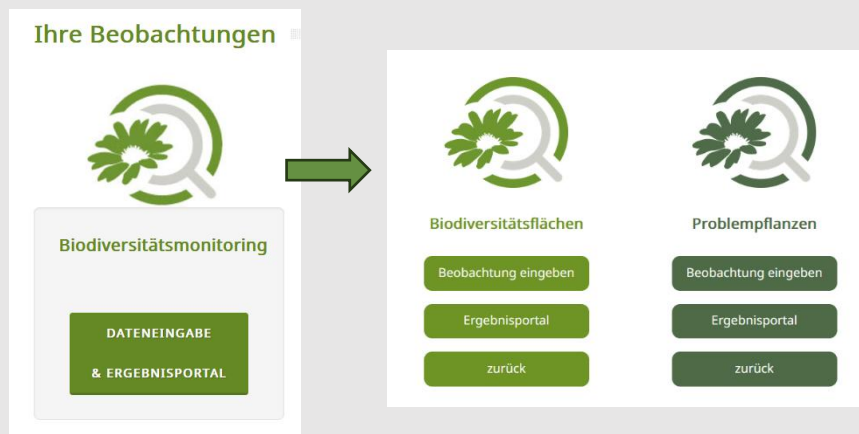 Ihre Beobachtungen
Biodiversitätsmonitoring
DATENEINGABE
& ERGEBNISPORTAL
Biodiversitätsflächen
Beobachtung eingeben
Ergebnisportal
zurück
Problempflanzen
Beobachtung eingeben
Ergebnisportal
zurück